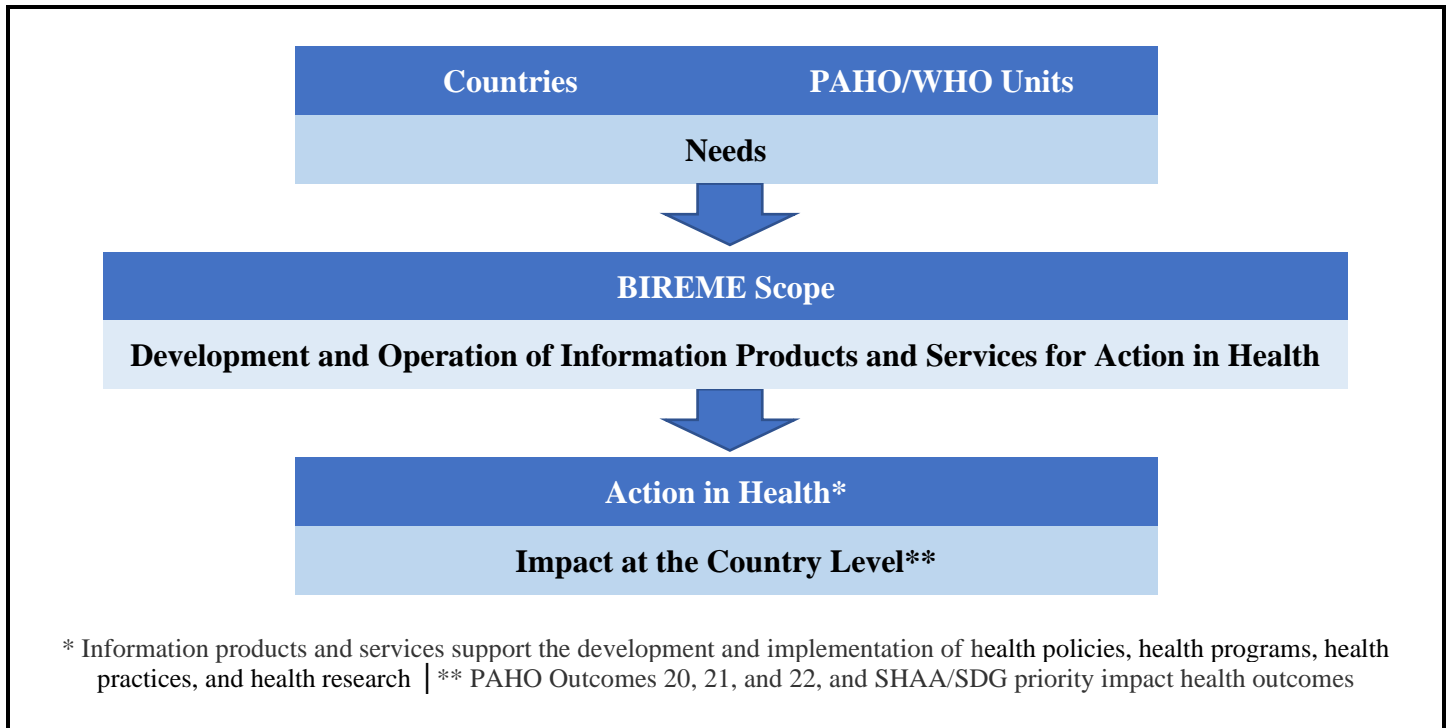 Countries PAHO/WHO Units
Needs
BIREME Scope
Development and Operation of Information Products and Services for Action in Health
Action in Health*
Impact at the Country Level**
* Information products and services support the development and implementation of health policies, health programs, health
practices, and health research | ** PAHO Outcomes 20, 21, and 22, and SHAA/SDG priority impact health outcomes